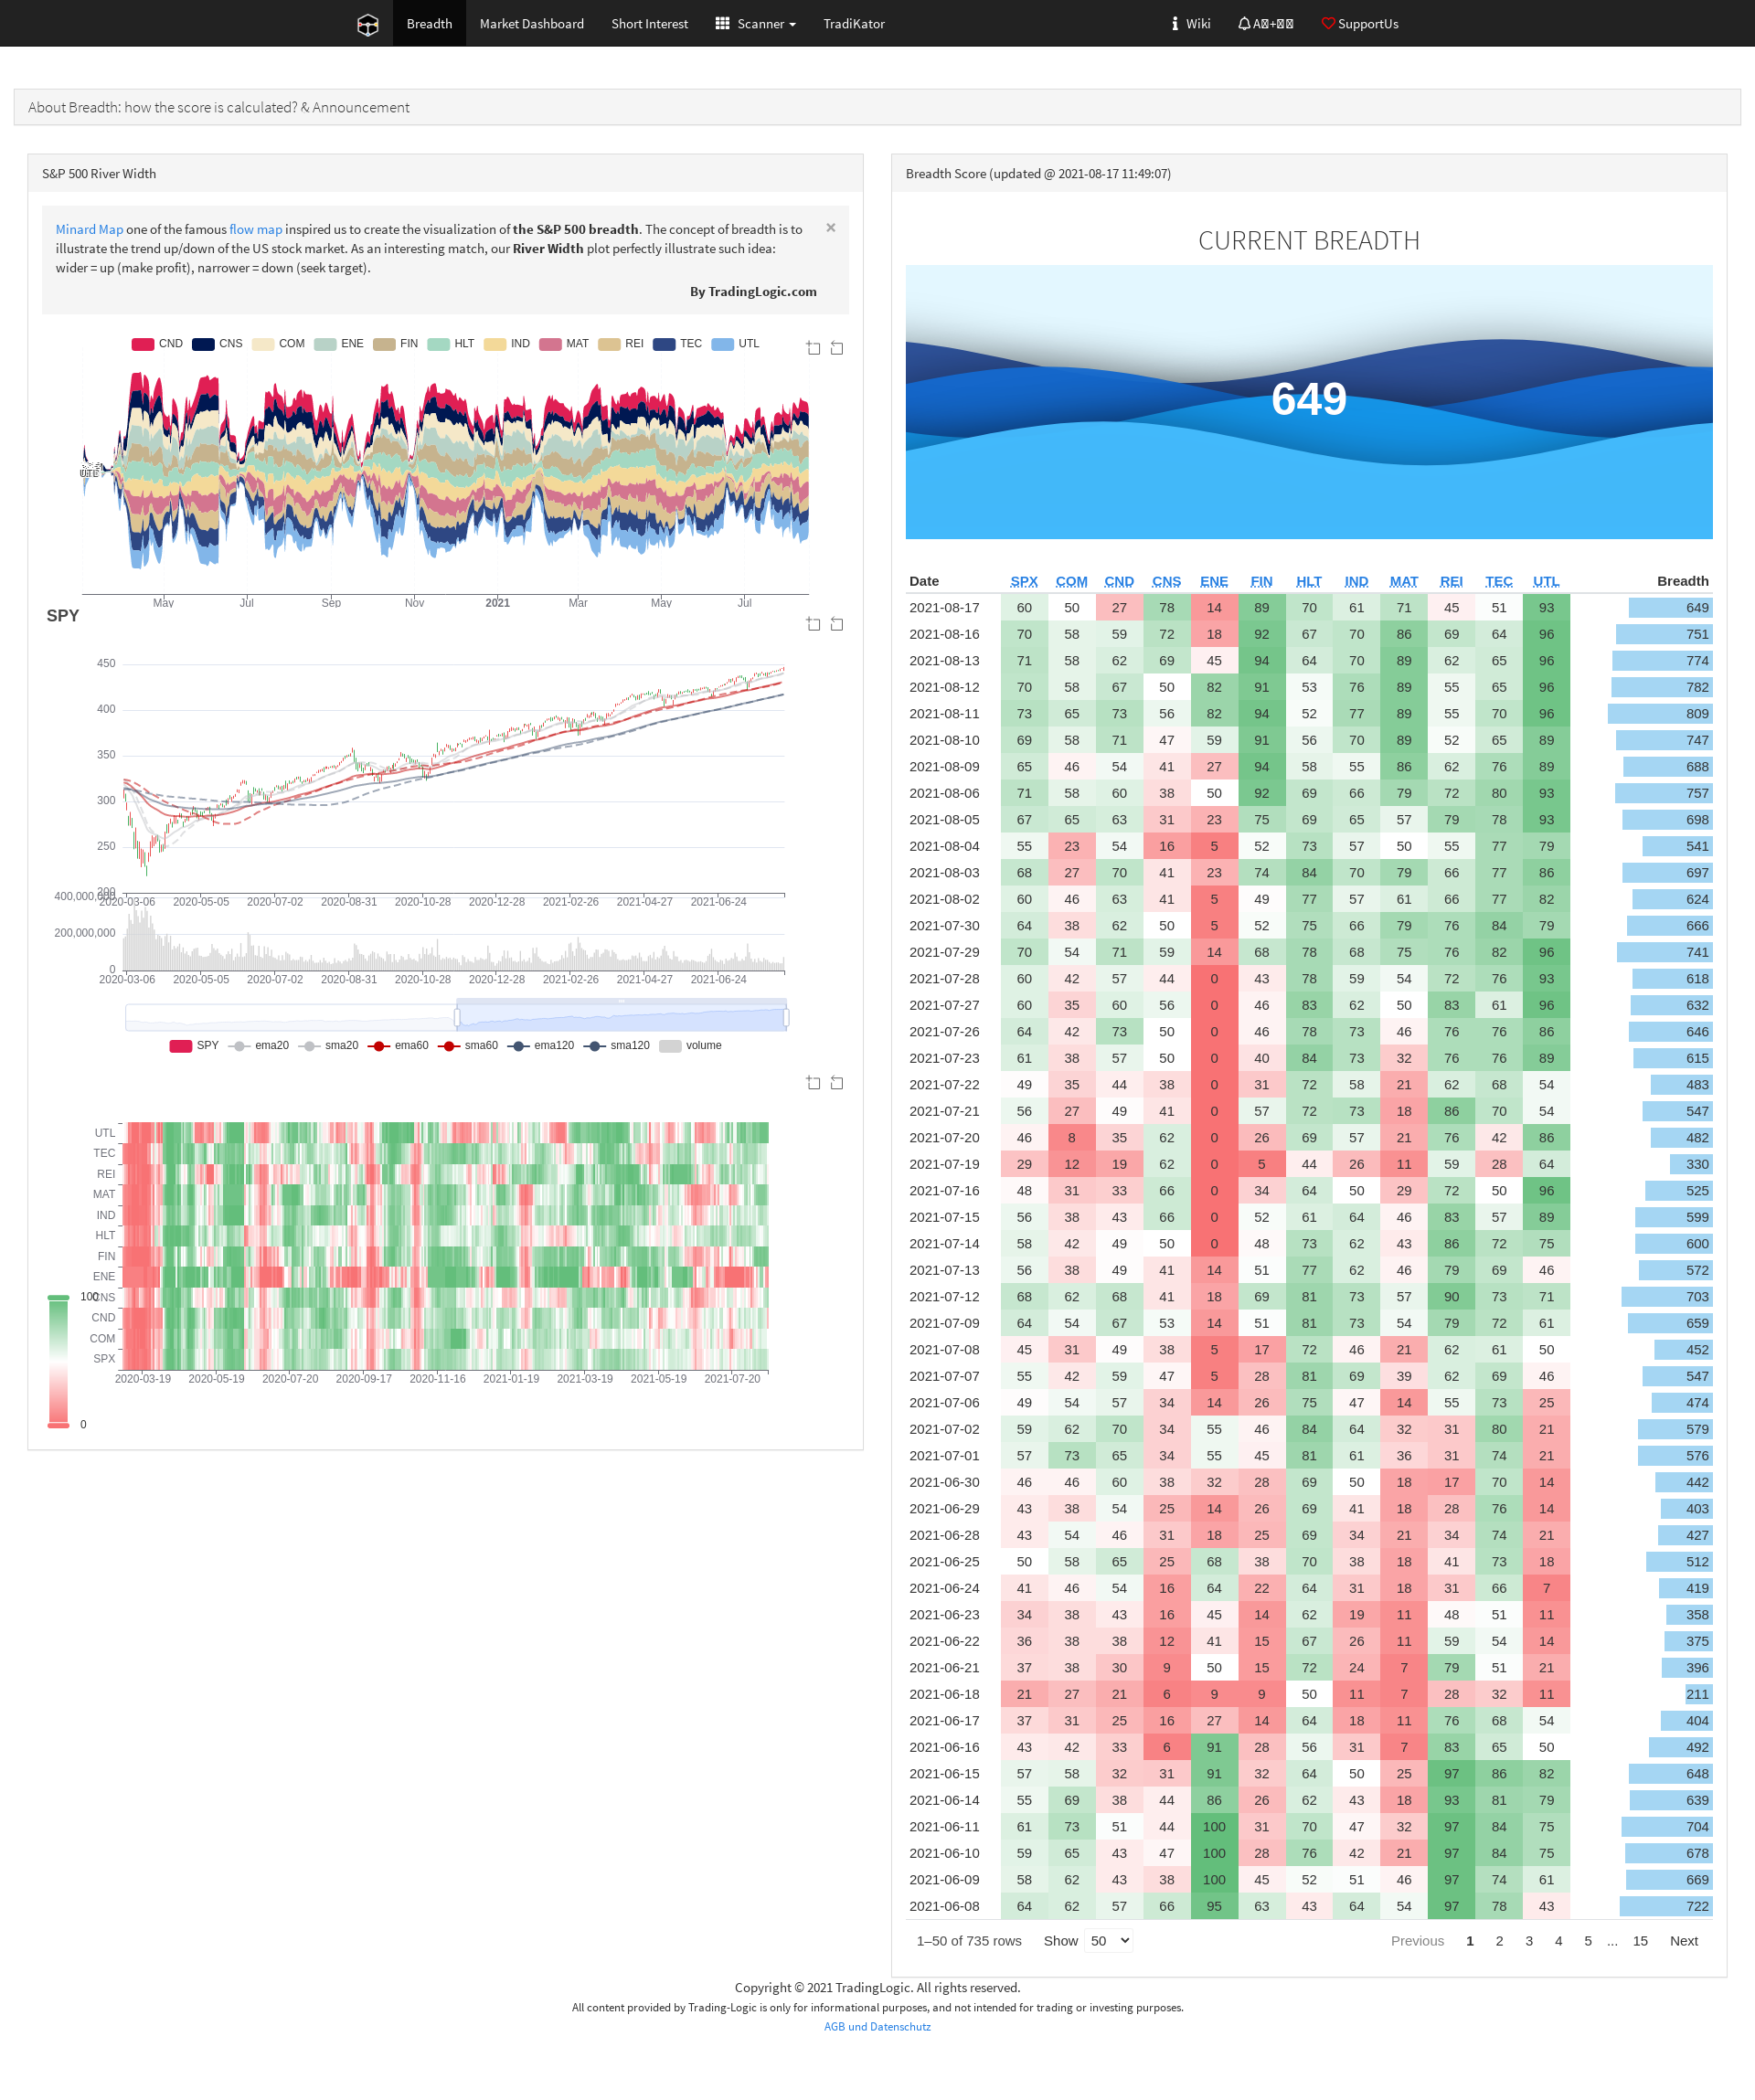 Breadth Market Dashboard Short Interest Scanner TradiKator Wiki SupportUs
About Breadth: how the score is calculated? & Announcement
S&P 500 River Width
Minard Map one of the famous flow map inspired us to create the visualization of the S&P 500 breadth. The concept of breadth is to
illustrate the trend up/down of the US stock market. As an interesting match, our River Width plot perfectly illustrate such idea:
wider = up (make profit), narrower = down (seek target).
×
By TradingLogic.com
CND CNS COM ENE FIN HLT IND MAT REI TEC UTL
UTL
May Jul Sep Nov 2021 Mar May Jul
SPY
450
400
350
300
250
200
2020-03-06 2020-05-05 2020-07-02 2020-08-31 2020-10-28 2020-12-28 2021-02-26 2021-04-27 2021-06-24
400,000,000
200,000,000
0
2020-03-06 2020-05-05 2020-07-02 2020-08-31 2020-10-28 2020-12-28 2021-02-26 2021-04-27 2021-06-24
SPY ema20 sma20 ema60 sma60 ema120 sma120 volume
UTL
TEC
REI
MAT
IND
HLT
FIN
ENE
CNS
CND
COM
SPX
100
0
2020-03-19 2020-05-19 2020-07-20 2020-09-17 2020-11-16 2021-01-19 2021-03-19 2021-05-19 2021-07-20
Breadth Score (updated @ 2021-08-17 11:49:07)
CURRENT BREADTH
649
Date SPX COM CND CNS ENE FIN HLT IND MAT REI TEC UTL Breadth
2021-08-17 60 50 27 78 14 89 70 61 71 45 51 93 649
2021-08-16 70 58 59 72 18 92 67 70 86 69 64 96 751
2021-08-13 71 58 62 69 45 94 64 70 89 62 65 96 774
2021-08-12 70 58 67 50 82 91 53 76 89 55 65 96 782
2021-08-11 73 65 73 56 82 94 52 77 89 55 70 96 809
2021-08-10 69 58 71 47 59 91 56 70 89 52 65 89 747
2021-08-09 65 46 54 41 27 94 58 55 86 62 76 89 688
2021-08-06 71 58 60 38 50 92 69 66 79 72 80 93 757
2021-08-05 67 65 63 31 23 75 69 65 57 79 78 93 698
2021-08-04 55 23 54 16 5 52 73 57 50 55 77 79 541
2021-08-03 68 27 70 41 23 74 84 70 79 66 77 86 697
2021-08-02 60 46 63 41 5 49 77 57 61 66 77 82 624
2021-07-30 64 38 62 50 5 52 75 66 79 76 84 79 666
2021-07-29 70 54 71 59 14 68 78 68 75 76 82 96 741
2021-07-28 60 42 57 44 0 43 78 59 54 72 76 93 618
2021-07-27 60 35 60 56 0 46 83 62 50 83 61 96 632
2021-07-26 64 42 73 50 0 46 78 73 46 76 76 86 646
2021-07-23 61 38 57 50 0 40 84 73 32 76 76 89 615
2021-07-22 49 35 44 38 0 31 72 58 21 62 68 54 483
2021-07-21 56 27 49 41 0 57 72 73 18 86 70 54 547
2021-07-20 46 8 35 62 0 26 69 57 21 76 42 86 482
2021-07-19 29 12 19 62 0 5 44 26 11 59 28 64 330
2021-07-16 48 31 33 66 0 34 64 50 29 72 50 96 525
2021-07-15 56 38 43 66 0 52 61 64 46 83 57 89 599
2021-07-14 58 42 49 50 0 48 73 62 43 86 72 75 600
2021-07-13 56 38 49 41 14 51 77 62 46 79 69 46 572
2021-07-12 68 62 68 41 18 69 81 73 57 90 73 71 703
2021-07-09 64 54 67 53 14 51 81 73 54 79 72 61 659
2021-07-08 45 31 49 38 5 17 72 46 21 62 61 50 452
2021-07-07 55 42 59 47 5 28 81 69 39 62 69 46 547
2021-07-06 49 54 57 34 14 26 75 47 14 55 73 25 474
2021-07-02 59 62 70 34 55 46 84 64 32 31 80 21 579
2021-07-01 57 73 65 34 55 45 81 61 36 31 74 21 576
2021-06-30 46 46 60 38 32 28 69 50 18 17 70 14 442
2021-06-29 43 38 54 25 14 26 69 41 18 28 76 14 403
2021-06-28 43 54 46 31 18 25 69 34 21 34 74 21 427
2021-06-25 50 58 65 25 68 38 70 38 18 41 73 18 512
2021-06-24 41 46 54 16 64 22 64 31 18 31 66 7 419
2021-06-23 34 38 43 16 45 14 62 19 11 48 51 11 358
2021-06-22 36 38 38 12 41 15 67 26 11 59 54 14 375
2021-06-21 37 38 30 9 50 15 72 24 7 79 51 21 396
2021-06-18 21 27 21 6 9 9 50 11 7 28 32 11 211
2021-06-17 37 31 25 16 27 14 64 18 11 76 68 54 404
2021-06-16 43 42 33 6 91 28 56 31 7 83 65 50 492
2021-06-15 57 58 32 31 91 32 64 50 25 97 86 82 648
2021-06-14 55 69 38 44 86 26 62 43 18 93 81 79 639
2021-06-11 61 73 51 44 100 31 70 47 32 97 84 75 704
2021-06-10 59 65 43 47 100 28 76 42 21 97 84 75 678
2021-06-09 58 62 43 38 100 45 52 51 46 97 74 61 669
2021-06-08 64 62 57 66 95 63 43 64 54 97 78 43 722
1–50 of 735 rows Show 50 Previous 1 2 3 4 5 ... 15 Next
Copyright © 2021 TradingLogic. All rights reserved.
All content provided by Trading-Logic is only for informational purposes, and not intended for trading or investing purposes.
AGB und Datenschutz